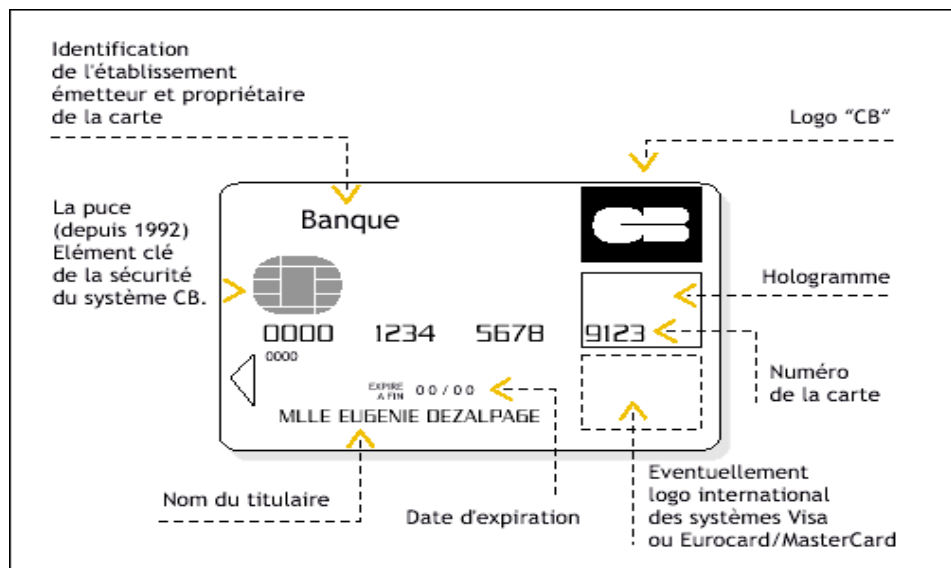 Identification
de l'établissement
émetteur et propriétaire
de la carte
Logo "CB"
La puce
(depuis 1992)
Elément clé
de la sécurité
du système CB.
Banque
CB
Hologramme
0000 1234 5678 9123
0000
EXPIRE
A FIN 00/00
MLLE EUGENIE DEZALPAGE
Numéro
de la carte
Nom du titulaire
Date d'expiration
Eventuellement
logo international
des systèmes Visa
ou Eurocard/MasterCard